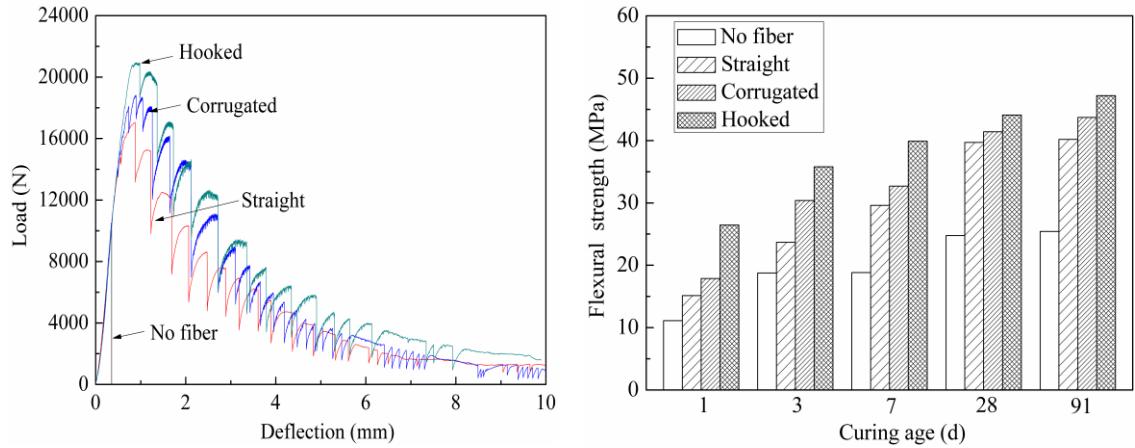 24000
20000
16000
12000
8000
4000
0
Load (N)
Hooked
Corrugated
Straight
No fiber
0 2 4 6 8 10
Deflection (mm)
60
50
40
30
20
10
0
Flexural strength (MPa)
No fiber
Straight
Corrugated
Hooked
1 3 7 28 91
Curing age (d)